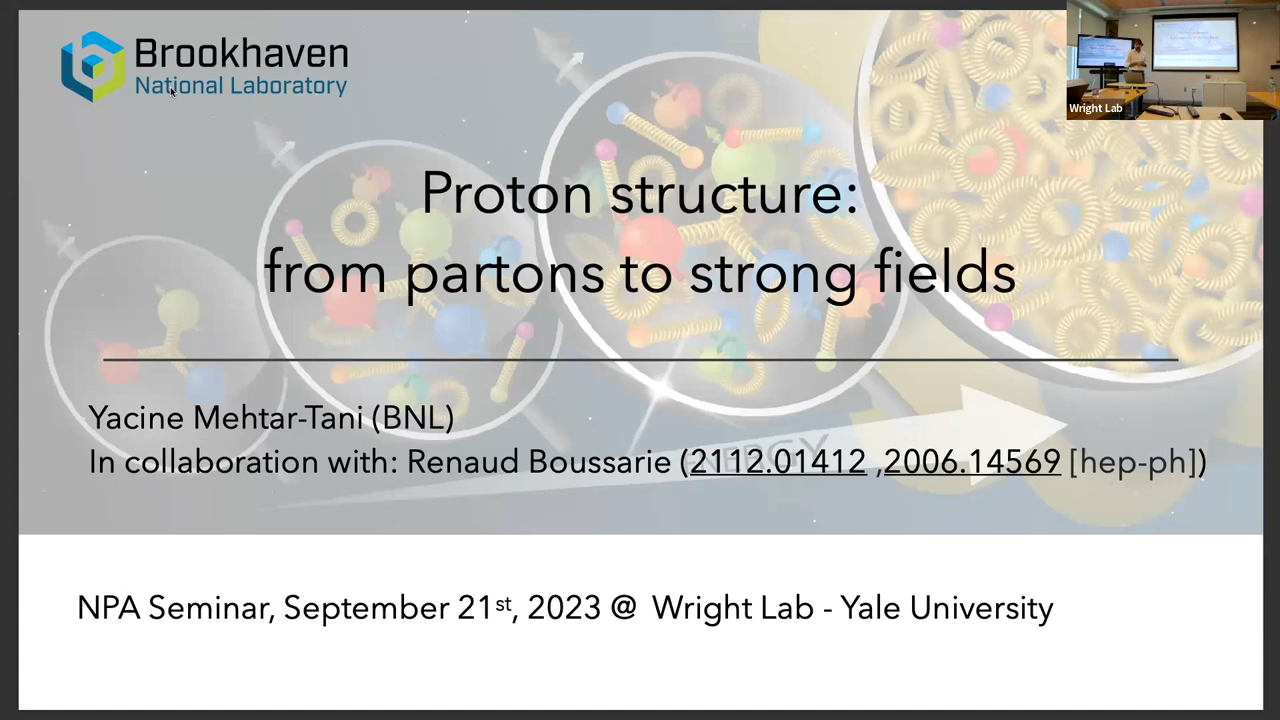 Brookhaven
National Laboratory
Wright Lab
Proton structure:
from partons to strong fields
Yacine Mehtar-Tani (BNL)
In collaboration with: Renaud Boussarie (2112.01412 ,2006.14569 [hep-ph])
ENERGY
NPA Seminar, September 21st, 2023 @ Wright Lab - Yale University